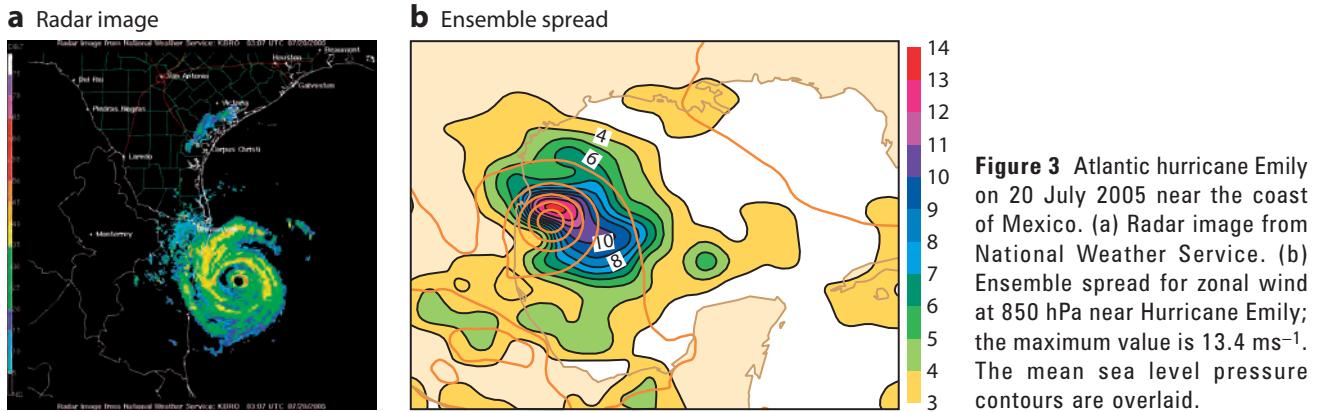 a Radar image
Radar Image from National Weather Service: KBRO 03:07 UTC 07/20/2005
Beaumont
Houston
Del Rio
San Antonio
Galveston
Piedras Negras
Victoria
Laredo
Corpus Christi
Monterrey
Brownsville
Radar Image from National Weather Service: KBRO 03:07 UTC 07/20/2005
b Ensemble spread
4
6
10
8
14
13
12
11
10
9
8
7
6
5
4
3
Figure 3 Atlantic hurricane Emily
on 20 July 2005 near the coast
of Mexico. (a) Radar image from
National Weather Service. (b)
Ensemble spread for zonal wind
at 850 hPa near Hurricane Emily;
the maximum value is 13.4 ms⁻¹.
The mean sea level pressure
contours are overlaid.